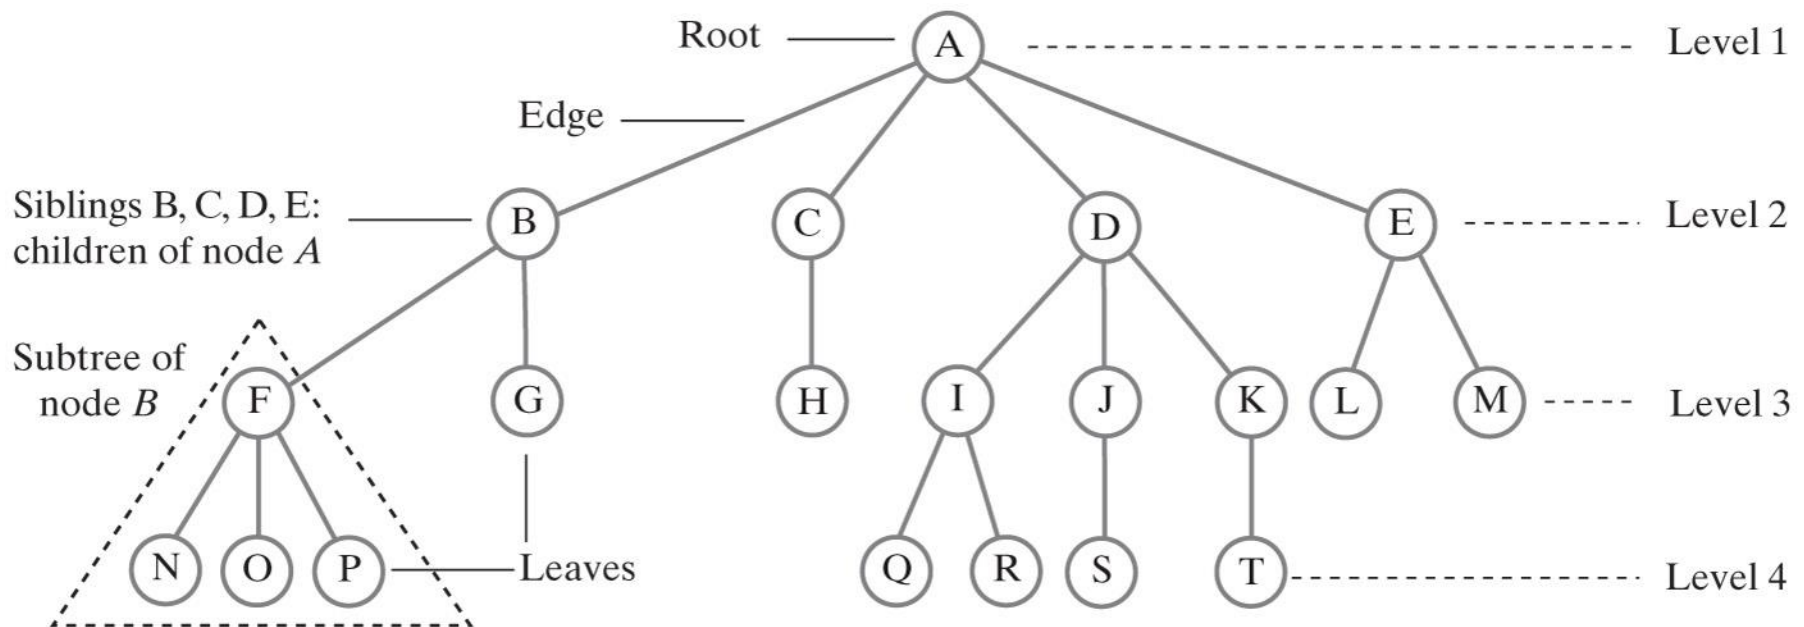 Root
A
Level 1
Edge
Siblings B, C, D, E:
children of node A
B
C
D
E
Level 2
Subtree of
node B
F
G
H
I
J
K
L
M
Level 3
N
O
P
Leaves
Q
R
S
T
Level 4